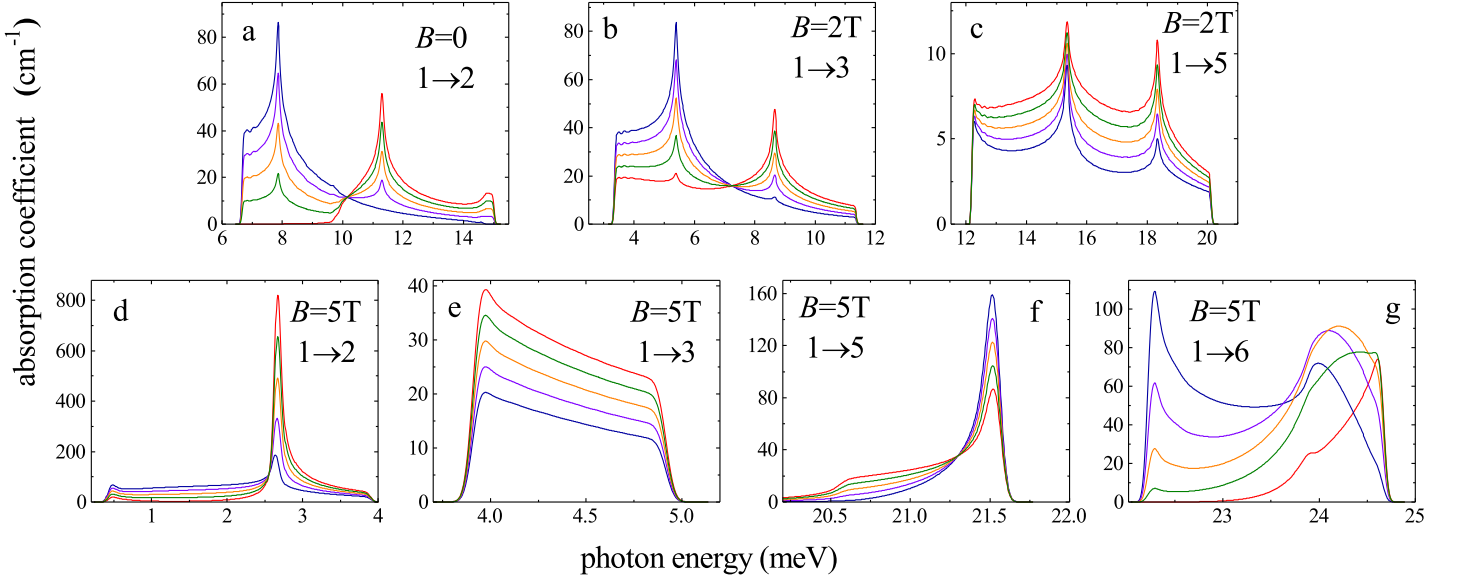 absorption coefficient (cm⁻¹)
a
B=0
1→2
80
60
40
20
0
6 8 10 12 14
b
B=2T
1→3
80
60
40
20
0
4 6 8 10 12
c
B=2T
1→5
10
5
0
12 14 16 18 20
d
B=5T
1→2
800
600
400
200
0
1 2 3 4
e
B=5T
1→3
40
30
20
10
0
4.0 4.5 5.0
B=5T
f
1→5
160
120
80
40
0
20.5 21.0 21.5 22.0
B=5T
g
1→6
100
80
60
40
20
0
23 24 25
photon energy (meV)